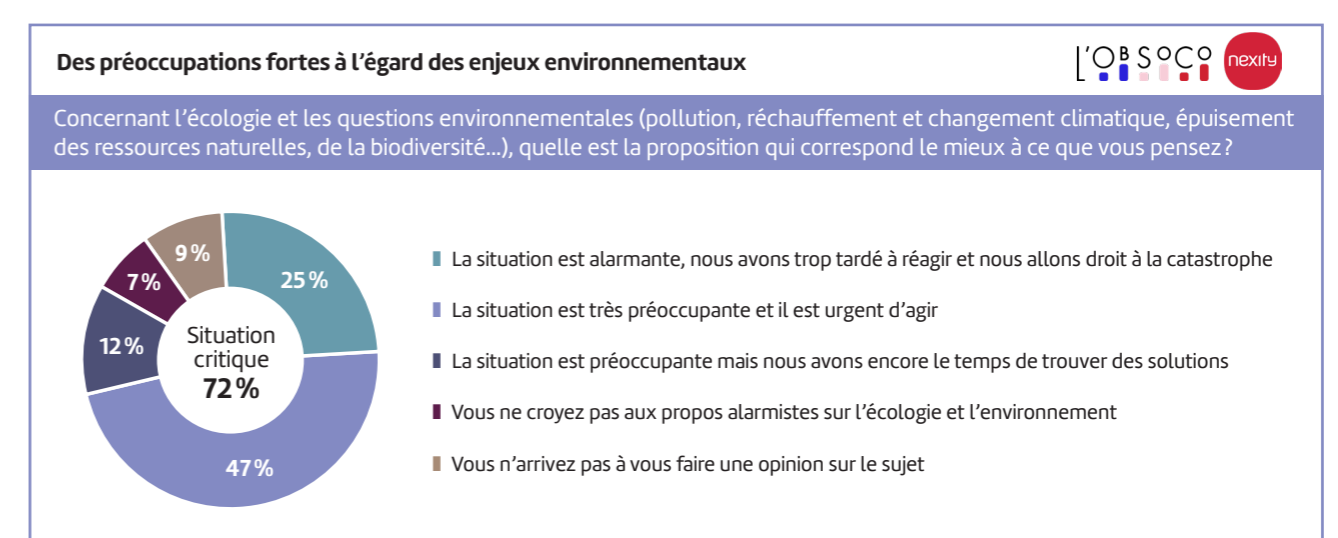 Des préoccupations fortes à l’égard des enjeux environnementaux
L’OBSOCO
nexity
Concernant l’écologie et les questions environnementales (pollution, réchauffement et changement climatique, épuisement
des ressources naturelles, de la biodiversité...), quelle est la proposition qui correspond le mieux à ce que vous pensez ?
9 %
25 %
7 %
12 %
Situation
critique
72 %
47 %
La situation est alarmante, nous avons trop tardé à réagir et nous allons droit à la catastrophe
La situation est très préoccupante et il est urgent d’agir
La situation est préoccupante mais nous avons encore le temps de trouver des solutions
Vous ne croyez pas aux propos alarmistes sur l’écologie et l’environnement
Vous n’arrivez pas à vous faire une opinion sur le sujet